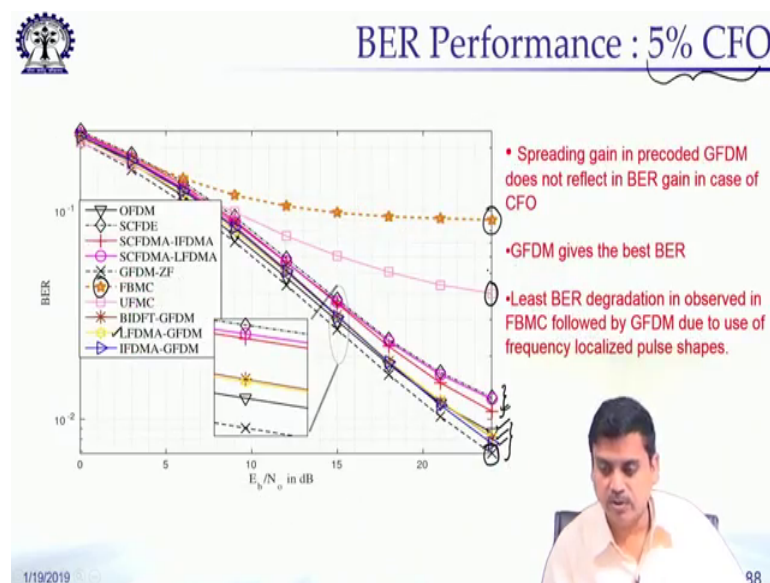 BER Performance : 5% CFO
BER
10-1
10-2
0
5
10
15
20
Eb/No in dB
OFDM
SCFDE
SCFDMA-IFDMA
SCFDMA-LFDMA
GFDM-ZF
FBMC
UFMC
BIDFT-GFDM
LFDMA-GFDM
IFDMA-GFDM
• Spreading gain in precoded GFDM
does not reflect in BER gain in case of
CFO
•GFDM gives the best BER
•Least BER degradation in observed in
FBMC followed by GFDM due to use of
frequency localized pulse shapes.
1/19/2019
88